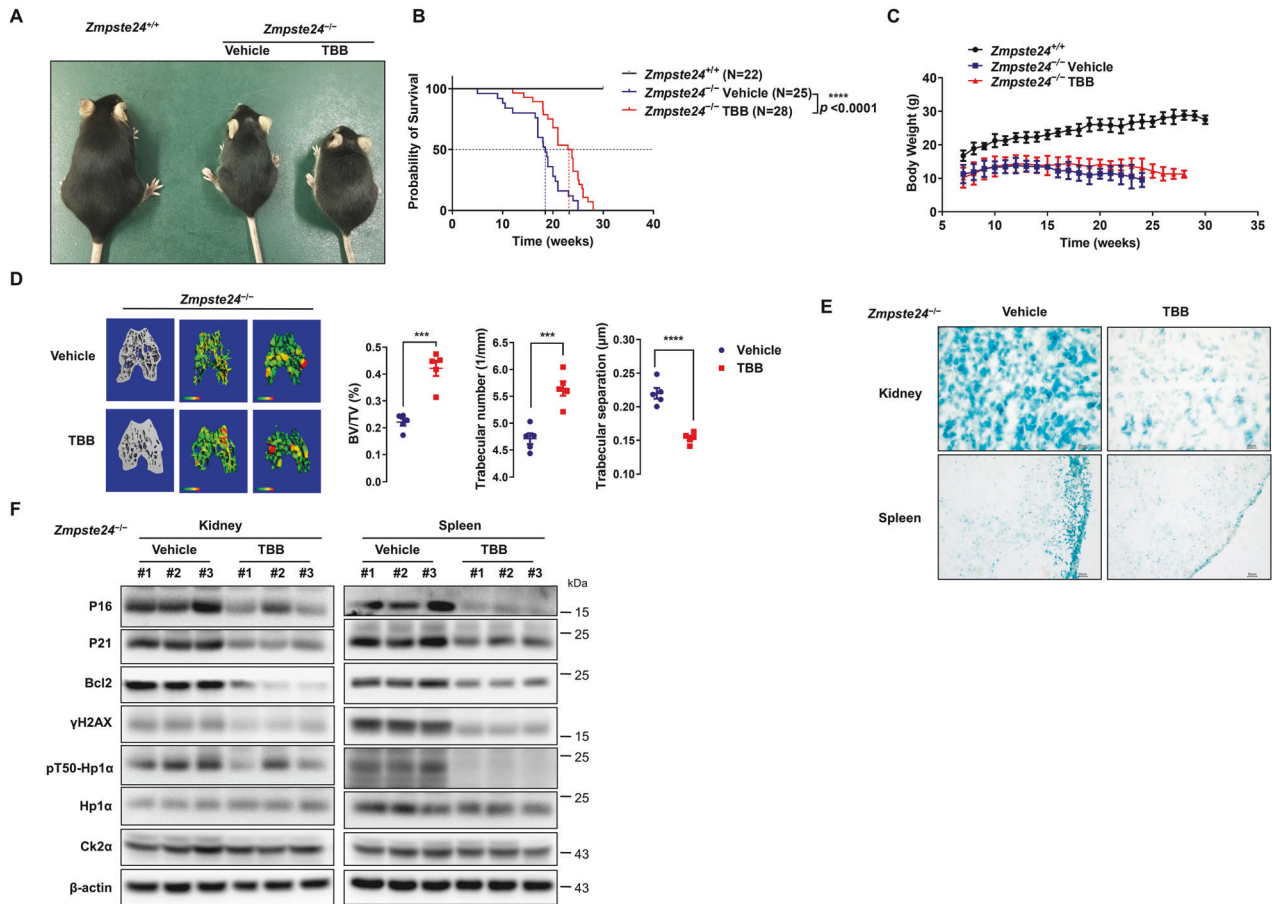 A
Zmpste24+/+
Zmpste24−/−
Vehicle
TBB
B
Probability of Survival
100
50
0
0
10
20
30
40
Time (weeks)
Zmpste24+/+ (N=22)
Zmpste24−/− Vehicle (N=25)
Zmpste24−/− TBB (N=28)
****
p <0.0001
C
Zmpste24+/+
Zmpste24−/− Vehicle
Zmpste24−/− TBB
Body Weight (g)
40
30
20
10
0
5
10
15
20
25
30
35
Time (weeks)
D
Zmpste24−/−
Vehicle
TBB
BV/TV (%)
0.5
0.4
0.3
0.2
0.1
0.0
***
Trabecular number (1/mm)
6.5
6.0
5.5
5.0
4.5
4.0
***
Trabecular separation (μm)
0.30
0.25
0.20
0.15
0.10
****
Vehicle
TBB
E
Zmpste24−/−
Vehicle
TBB
Kidney
Spleen
F
Zmpste24−/−
Kidney
Spleen
Vehicle
TBB
Vehicle
TBB
#1 #2 #3 #1 #2 #3
#1 #2 #3 #1 #2 #3
kDa
P16
15
P21
25
Bcl2
25
γH2AX
15
pT50-Hp1α
25
Hp1α
25
Ck2α
43
β-actin
43